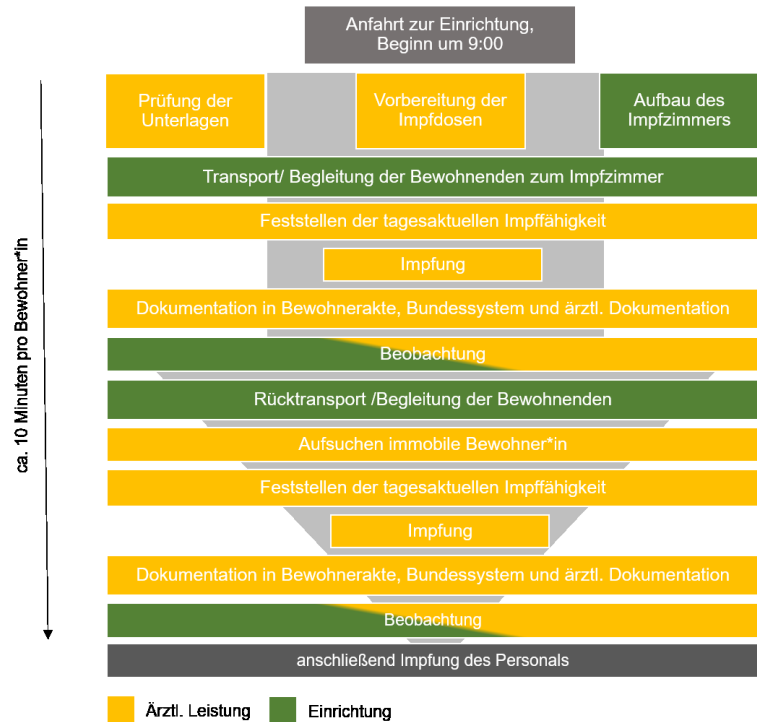 Anfahrt zur Einrichtung,
Beginn um 9:00
Prüfung der
Unterlagen
Vorbereitung der
Impfdosen
Aufbau des
Impfzimmers
Transport/ Begleitung der Bewohnenden zum Impfzimmer
Feststellen der tagesaktuellen Impffähigkeit
Impfung
Dokumentation in Bewohnerakte, Bundessystem und ärztl. Dokumentation
Beobachtung
Rücktransport /Begleitung der Bewohnenden
Aufsuchen immobile Bewohner*in
Feststellen der tagesaktuellen Impffähigkeit
Impfung
Dokumentation in Bewohnerakte, Bundessystem und ärztl. Dokumentation
Beobachtung
anschließend Impfung des Personals
ca. 10 Minuten pro Bewohner*in
Ärztl. Leistung
Einrichtung